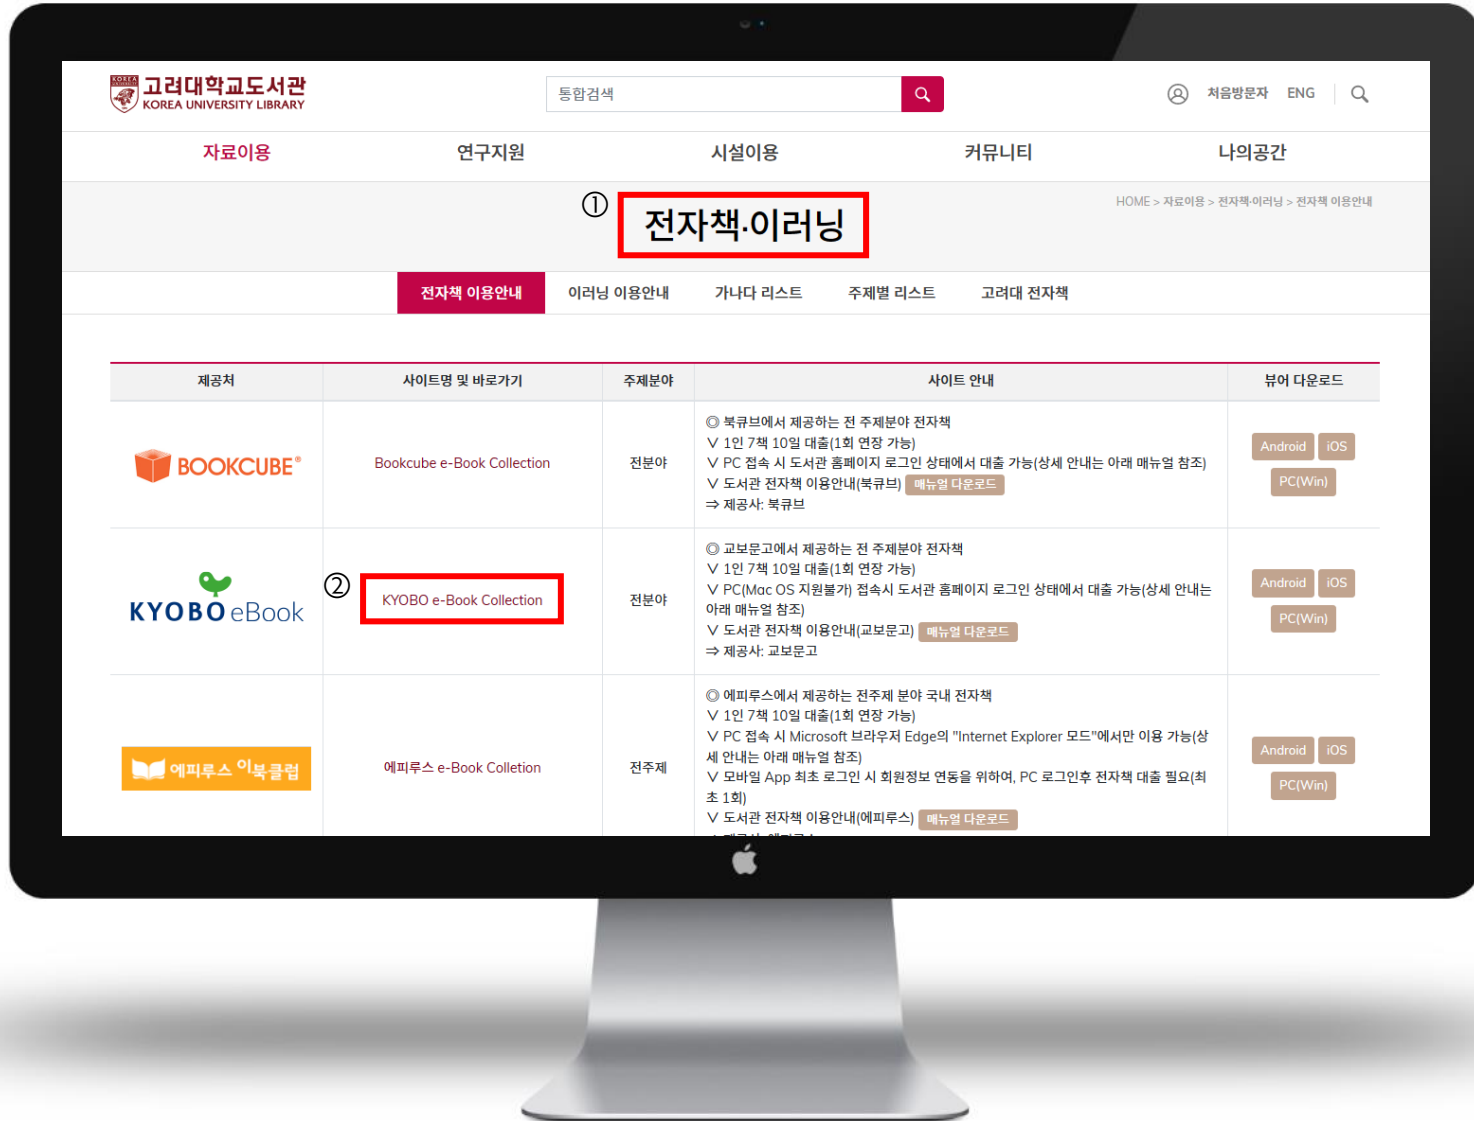 고려대학교도서관
KOREA UNIVERSITY LIBRARY
통합검색
처음방문자 ENG
자료이용 연구지원 시설이용 커뮤니티 나의공간
① 전자책·이러닝
HOME > 자료이용 > 전자책·이러닝 > 전자책 이용안내
전자책 이용안내 이러닝 이용안내 가나다 리스트 주제별 리스트 고려대 전자책
제공처 사이트명 및 바로가기 주제분야 사이트 안내 뷰어 다운로드
BOOKCUBE®
Bookcube e-Book Collection
전분야
◎ 북큐브에서 제공하는 전 주제분야 전자책
∨ 1인 7책 10일 대출(1회 연장 가능)
∨ PC 접속 시 도서관 홈페이지 로그인 상태에서 대출 가능(상세 안내는 아래 매뉴얼 참조)
∨ 도서관 전자책 이용안내(북큐브) 매뉴얼 다운로드
⇒ 제공사: 북큐브
Android iOS
PC(Win)
KYOBO eBook
② KYOBO e-Book Collection
전분야
◎ 교보문고에서 제공하는 전 주제분야 전자책
∨ 1인 7책 10일 대출(1회 연장 가능)
∨ PC(Mac OS 지원불가) 접속시 도서관 홈페이지 로그인 상태에서 대출 가능(상세 안내는
아래 매뉴얼 참조)
∨ 도서관 전자책 이용안내(교보문고) 매뉴얼 다운로드
⇒ 제공사: 교보문고
Android iOS
PC(Win)
에피루스 이북클럽
에피루스 e-Book Colletion
전주제
◎ 에피루스에서 제공하는 전주제 분야 국내 전자책
∨ 1인 7책 10일 대출(1회 연장 가능)
∨ PC 접속 시 Microsoft 브라우저 Edge의 "Internet Explorer 모드"에서만 이용 가능(상
세 안내는 아래 매뉴얼 참조)
∨ 모바일 App 최초 로그인 시 회원정보 연동을 위하여, PC 로그인후 전자책 대출 필요(최
초 1회)
∨ 도서관 전자책 이용안내(에피루스) 매뉴얼 다운로드
Android iOS
PC(Win)